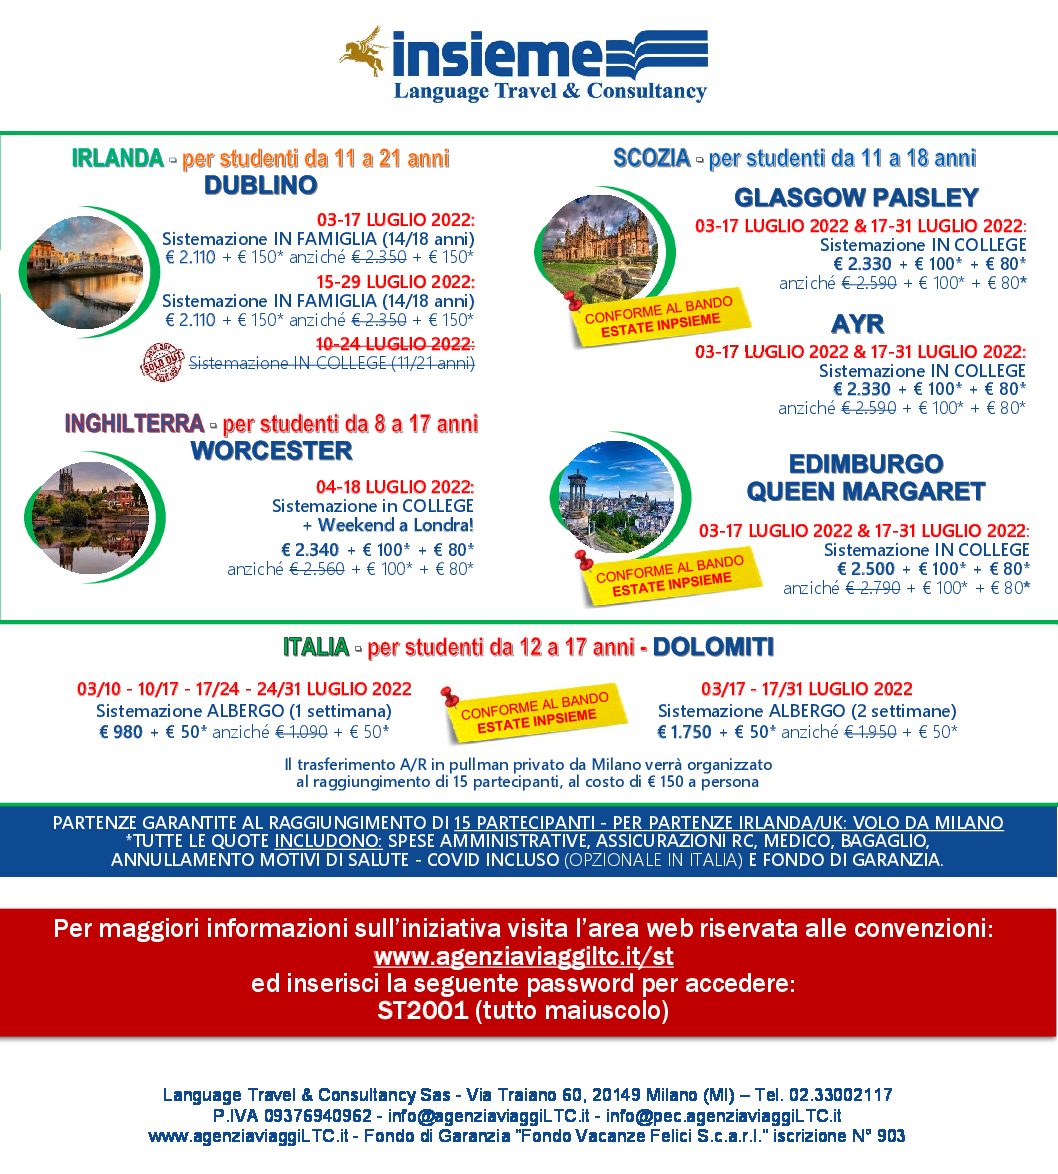 insieme
Language Travel & Consultancy
IRLANDA - per studenti da 11 a 21 anni
DUBLINO
03-17 LUGLIO 2022:
Sistemazione IN FAMIGLIA (14/18 anni)
€ 2.110 + € 150* anziché € 2.350 + € 150*
15-29 LUGLIO 2022:
Sistemazione IN FAMIGLIA (14/18 anni)
€ 2.110 + € 150* anziché € 2.350 + € 150*
10-24 LUGLIO 2022:
SOLD OUT
Sistemazione IN COLLEGE (11/21 anni)
INGHILTERRA - per studenti da 8 a 17 anni
WORCESTER
04-18 LUGLIO 2022:
Sistemazione in COLLEGE
+ Weekend a Londra!
€ 2.340 + € 100* + € 80*
anziché € 2.560 + € 100* + € 80*
SCOZIA - per studenti da 11 a 18 anni
GLASGOW PAISLEY
03-17 LUGLIO 2022 & 17-31 LUGLIO 2022:
Sistemazione IN COLLEGE
€ 2.330 + € 100* + € 80*
anziché € 2.590 + € 100* + € 80*
CONFORME AL BANDO
ESTATE INPSIEME
AYR
03-17 LUGLIO 2022 & 17-31 LUGLIO 2022:
Sistemazione IN COLLEGE
€ 2.330 + € 100* + € 80*
anziché € 2.590 + € 100* + € 80*
EDIMBURGO
QUEEN MARGARET
03-17 LUGLIO 2022 & 17-31 LUGLIO 2022:
Sistemazione IN COLLEGE
€ 2.500 + € 100* + € 80*
anziché € 2.790 + € 100* + € 80*
CONFORME AL BANDO
ESTATE INPSIEME
ITALIA - per studenti da 12 a 17 anni - DOLOMITI
03/10 - 10/17 - 17/24 - 24/31 LUGLIO 2022
Sistemazione ALBERGO (1 settimana)
€ 980 + € 50* anziché € 1.090 + € 50*
CONFORME AL BANDO
ESTATE INPSIEME
03/17 - 17/31 LUGLIO 2022
Sistemazione ALBERGO (2 settimane)
€ 1.750 + € 50* anziché € 1.950 + € 50*
Il trasferimento A/R in pullman privato da Milano verrà organizzato
al raggiungimento di 15 partecipanti, al costo di € 150 a persona
PARTENZE GARANTITE AL RAGGIUNGIMENTO DI 15 PARTECIPANTI - PER PARTENZE IRLANDA/UK: VOLO DA MILANO
*TUTTE LE QUOTE INCLUDONO: SPESE AMMINISTRATIVE, ASSICURAZIONI RC, MEDICO, BAGAGLIO,
ANNULLAMENTO MOTIVI DI SALUTE - COVID INCLUSO (OPZIONALE IN ITALIA) E FONDO DI GARANZIA.
Per maggiori informazioni sull'iniziativa visita l'area web riservata alle convenzioni:
www.agenziaviaggiltc.it/st
ed inserisci la seguente password per accedere:
ST2001 (tutto maiuscolo)
Language Travel & Consultancy Sas - Via Traiano 60, 20149 Milano (MI) – Tel. 02.33002117
P.IVA 09376940962 - info@agenziaviaggiLTC.it - info@pec.agenziaviaggiLTC.it
www.agenziaviaggiLTC.it - Fondo di Garanzia "Fondo Vacanze Felici S.c.a.r.l." iscrizione N° 903